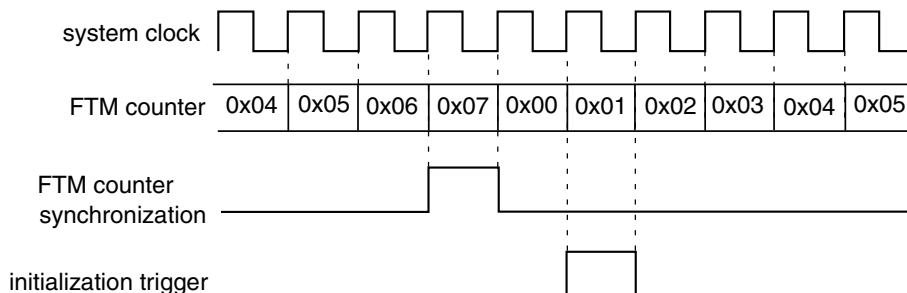 system clock
FTM counter 0x04 0x05 0x06 0x07 0x00 0x01 0x02 0x03 0x04 0x05
FTM counter
synchronization
initialization trigger